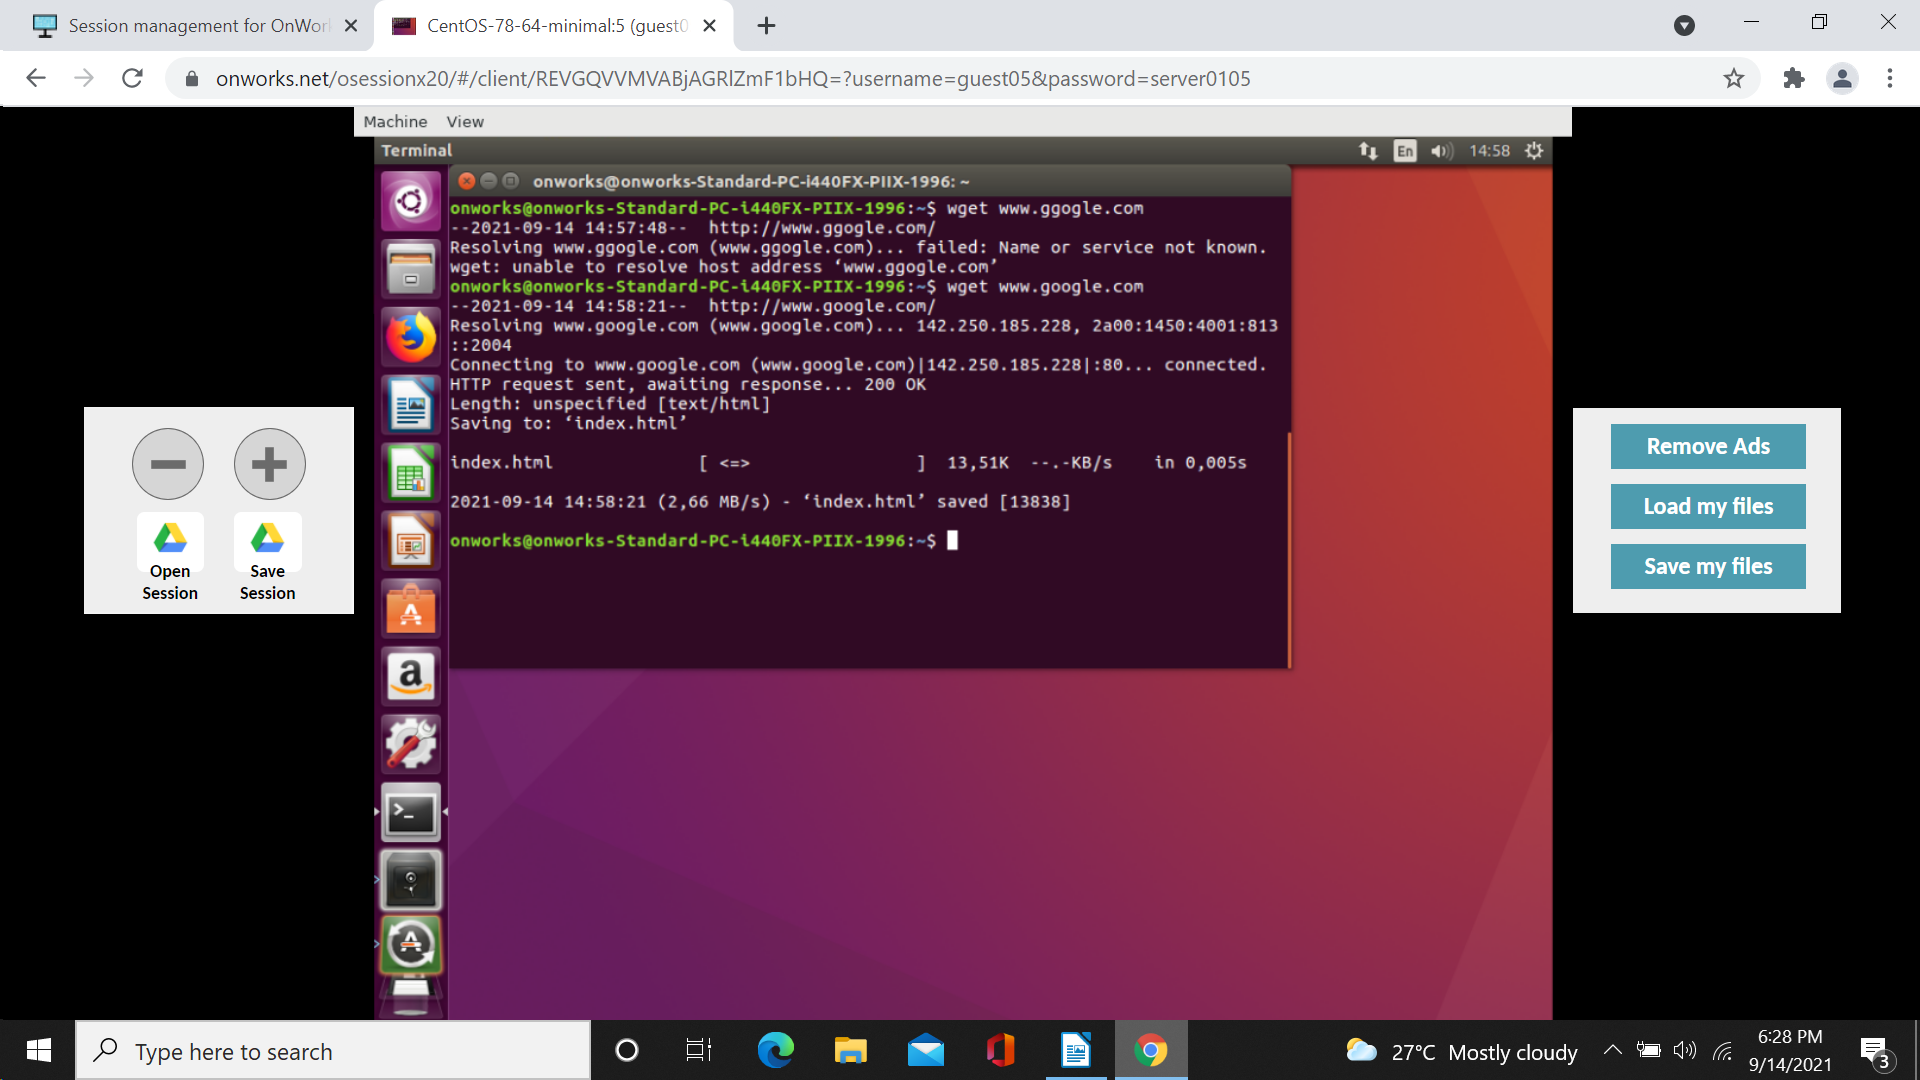 Session management for OnWor
CentOS-78-64-minimal:5 (guest0
onworks.net/osessionx20/#/client/REVGQVVMVABjAGRlZmF1bHQ=?username=guest05&password=server0105
Machine View
Terminal
En
14:58
onworks@onworks-Standard-PC-i440FX-PIIX-1996: ~
onworks@onworks-Standard-PC-i440FX-PIIX-1996:~$ wget www.ggogle.com
--2021-09-14 14:57:48--  http://www.ggogle.com/
Resolving www.ggogle.com (www.ggogle.com)... failed: Name or service not known.
wget: unable to resolve host address ‘www.ggogle.com’
onworks@onworks-Standard-PC-i440FX-PIIX-1996:~$ wget www.google.com
--2021-09-14 14:58:21--  http://www.google.com/
Resolving www.google.com (www.google.com)... 142.250.185.228, 2a00:1450:4001:813
::2004
Connecting to www.google.com (www.google.com)|142.250.185.228|:80... connected.
HTTP request sent, awaiting response... 200 OK
Length: unspecified [text/html]
Saving to: ‘index.html’
index.html              [ <=>                ]  13,51K  --.-KB/s    in 0,005s
2021-09-14 14:58:21 (2,66 MB/s) - ‘index.html’ saved [13838]
onworks@onworks-Standard-PC-i440FX-PIIX-1996:~$
Open
Session
Save
Session
Remove Ads
Load my files
Save my files
Type here to search
27°C Mostly cloudy
6:28 PM
9/14/2021
3